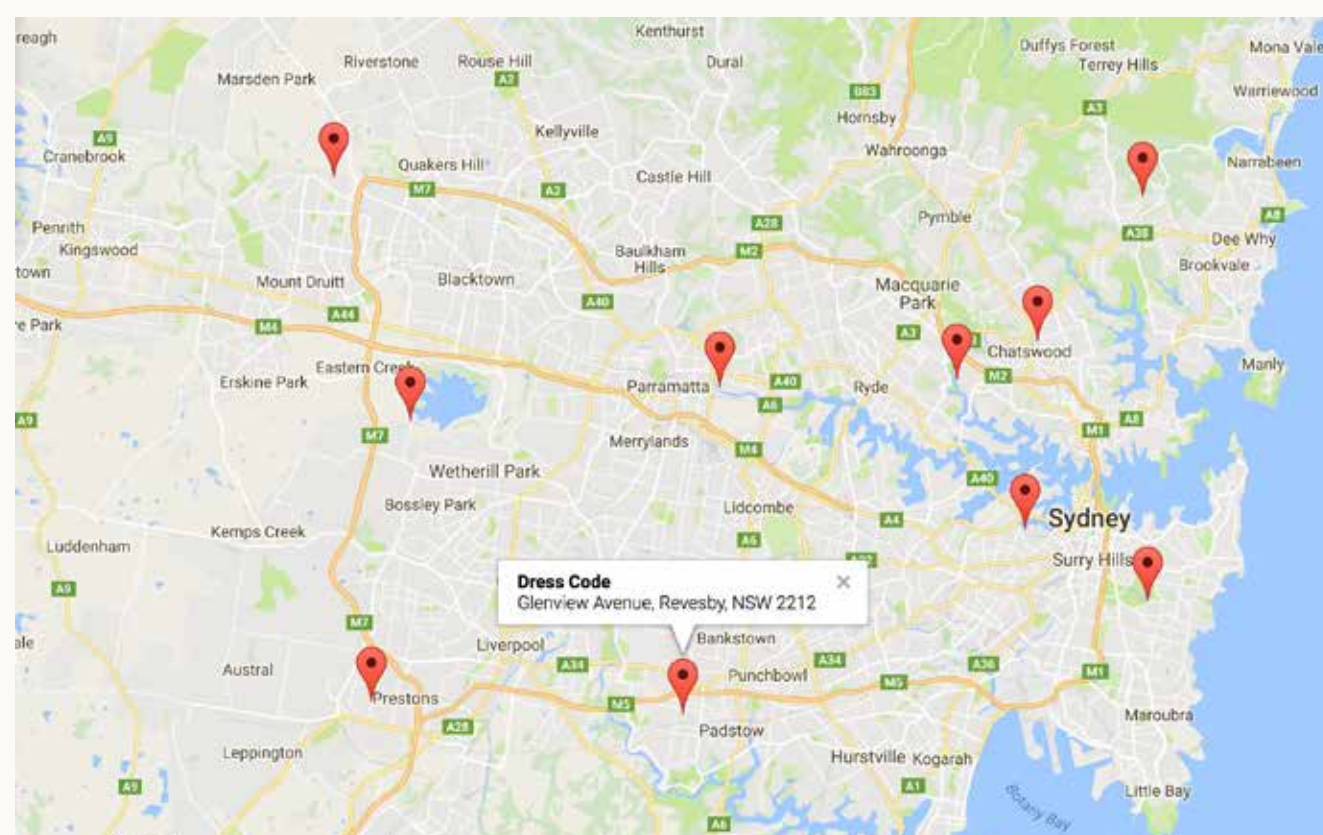 reagh
Kenthurst
Duffys Forest
Mona Vale
Riverstone
Rouse Hill
Dural
Terrey Hills
Marsden Park
A2
B83
Warriewood
A3
Hornsby
A9
Kellyville
Cranebrook
Wahroonga
Narrabeen
Quakers Hill
Castle Hill
M7
A2
Penrith
Pymble
A8
A28
A38
Dee Why
Kingswood
M2
Baulkham
Hills
town
Mount Druitt
Blacktown
Brookvale
Macquarie
Park
A40
A44
M4
e Park
A3
Chatswood
Eastern Creek
Manly
Erskine Park
Parramatta
A40
Ryde
M2
A6
A9
A8
M7
M1
Merrylands
M4
Wetherill Park
A40
Bossley Park
Lidcombe
Sydney
A4
Kemps Creek
Luddenham
A6
Surry Hills
Dress Code
Glenview Avenue, Revesby, NSW 2212
A9
M7
ale
Liverpool
Bankstown
A34
A34
A36
Austral
Punchbowl
M1
M5
Prestons
M5
Maroubra
A28
Padstow
Leppington
Hurstville
Kogarah
A9
A1
Little Bay
Botany Bay
A6